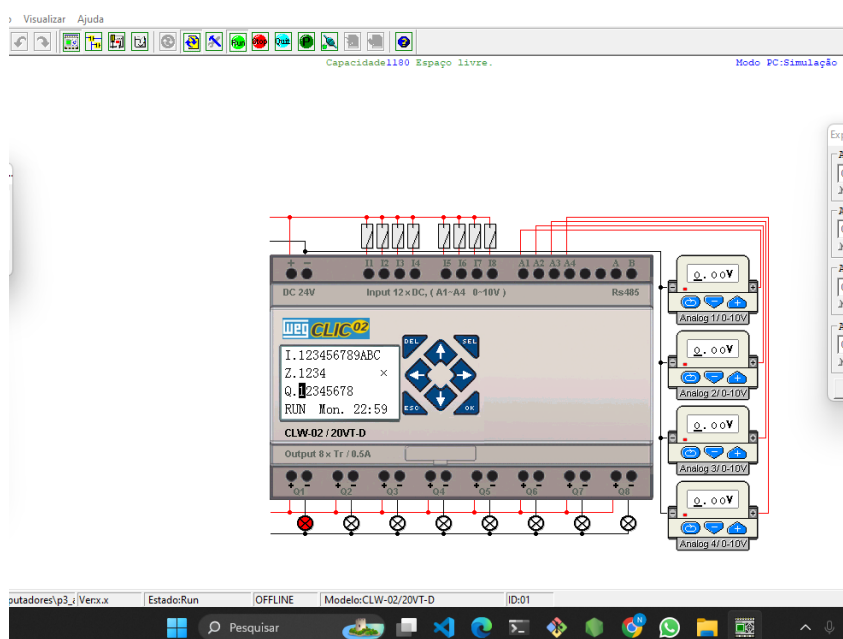 Visualizar Ajuda
Run Stop Quit
Capacidade1180 Espaço livre.
Modo PC:Simulação
Exp
+ -
I1 I2 I3 I4 I5 I6 I7 I8 A1 A2 A3 A4 A B
DC 24V Input 12×DC, ( A1~A4 0~10V ) Rs485
weg CLIC 02
DEL SEL
I.123456789ABC
Z.1234 ×
Q.12345678
RUN Mon. 22:59
ESC OK
CLW-02 / 20VT-D
Output 8 × Tr / 0.5A
+ - + - + - + - + - + - + - + -
Q1 Q2 Q3 Q4 Q5 Q6 Q7 Q8
0.00V
Analog 1/ 0-10V
0.00V
Analog 2/ 0-10V
0.00V
Analog 3/ 0-10V
0.00V
Analog 4/ 0-10V
Ver:x.x Estado:Run OFFLINE Modelo:CLW-02/20VT-D ID:01
Pesquisar